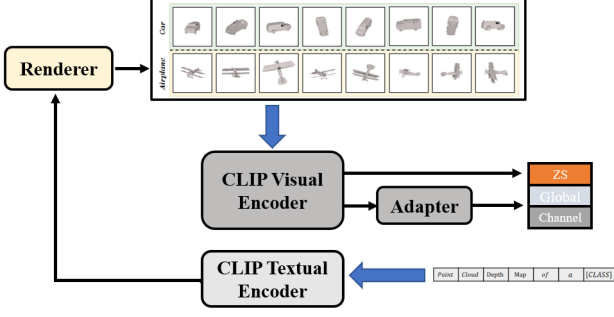 Car
Renderer
Airplane
CLIP Visual
Encoder
Adapter
ZS
Global
Channel
CLIP Textual
Encoder
Point Cloud Depth Map of a [CLASS]